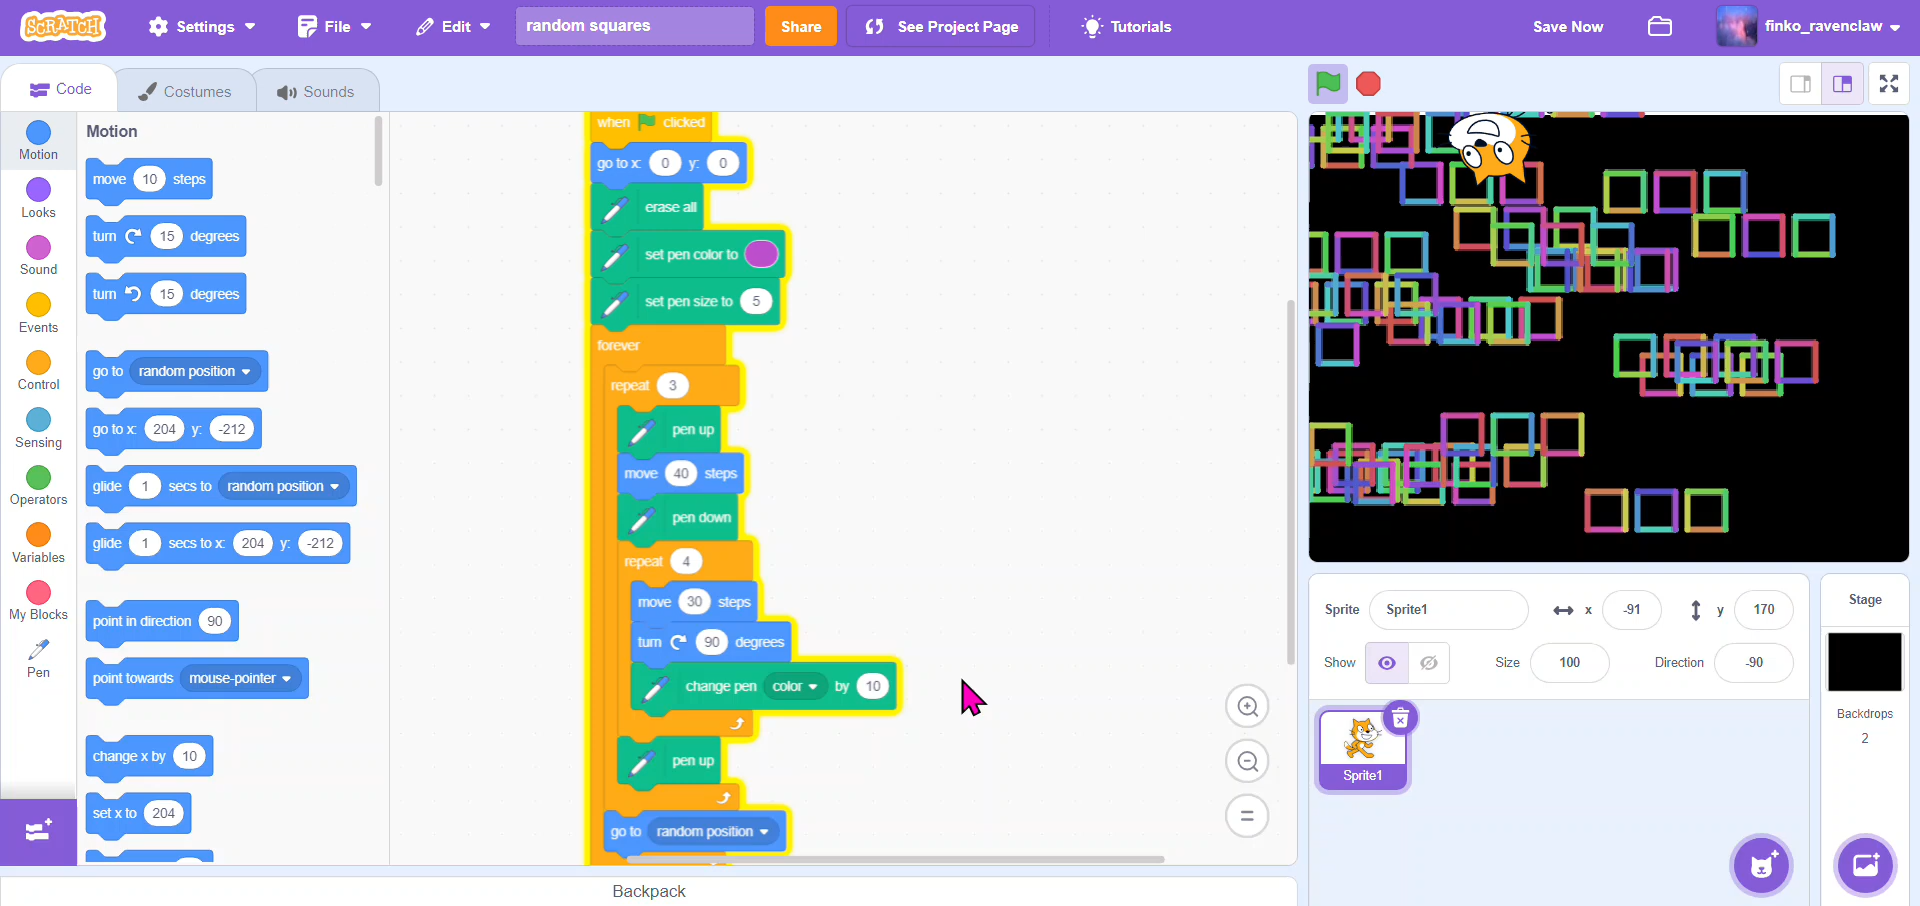 SCRATCH Settings File Edit random squares Share See Project Page Tutorials Save Now finko_ravenclaw
Code Costumes Sounds
Motion
Looks
Sound
Events
Control
Sensing
Operators
Variables
My Blocks
Pen
Motion
move 10 steps
turn 15 degrees
turn 15 degrees
go to random position
go to x: 204 y: -212
glide 1 secs to random position
glide 1 secs to x: 204 y: -212
point in direction 90
point towards mouse-pointer
change x by 10
set x to 204
when clicked
go to x: 0 y: 0
erase all
set pen color to
set pen size to 5
forever
repeat 3
pen up
move 40 steps
pen down
repeat 4
move 30 steps
turn 90 degrees
change pen color by 10
pen up
go to random position
Backpack
Sprite Sprite1 x -91 y 170
Show Size 100 Direction -90
Sprite1
Stage
Backdrops
2